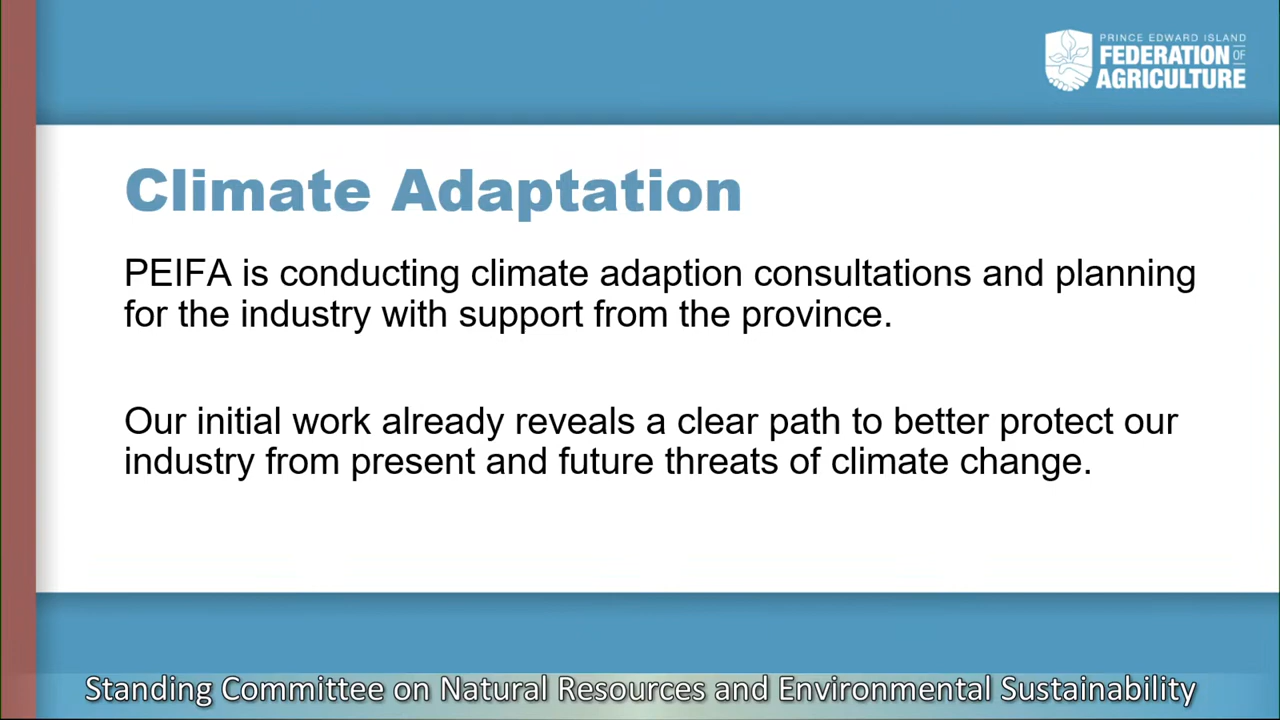 PRINCE EDWARD ISLAND
FEDERATION OF
AGRICULTURE
Climate Adaptation
PEIFA is conducting climate adaption consultations and planning
for the industry with support from the province.
Our initial work already reveals a clear path to better protect our
industry from present and future threats of climate change.
Standing Committee on Natural Resources and Environmental Sustainability